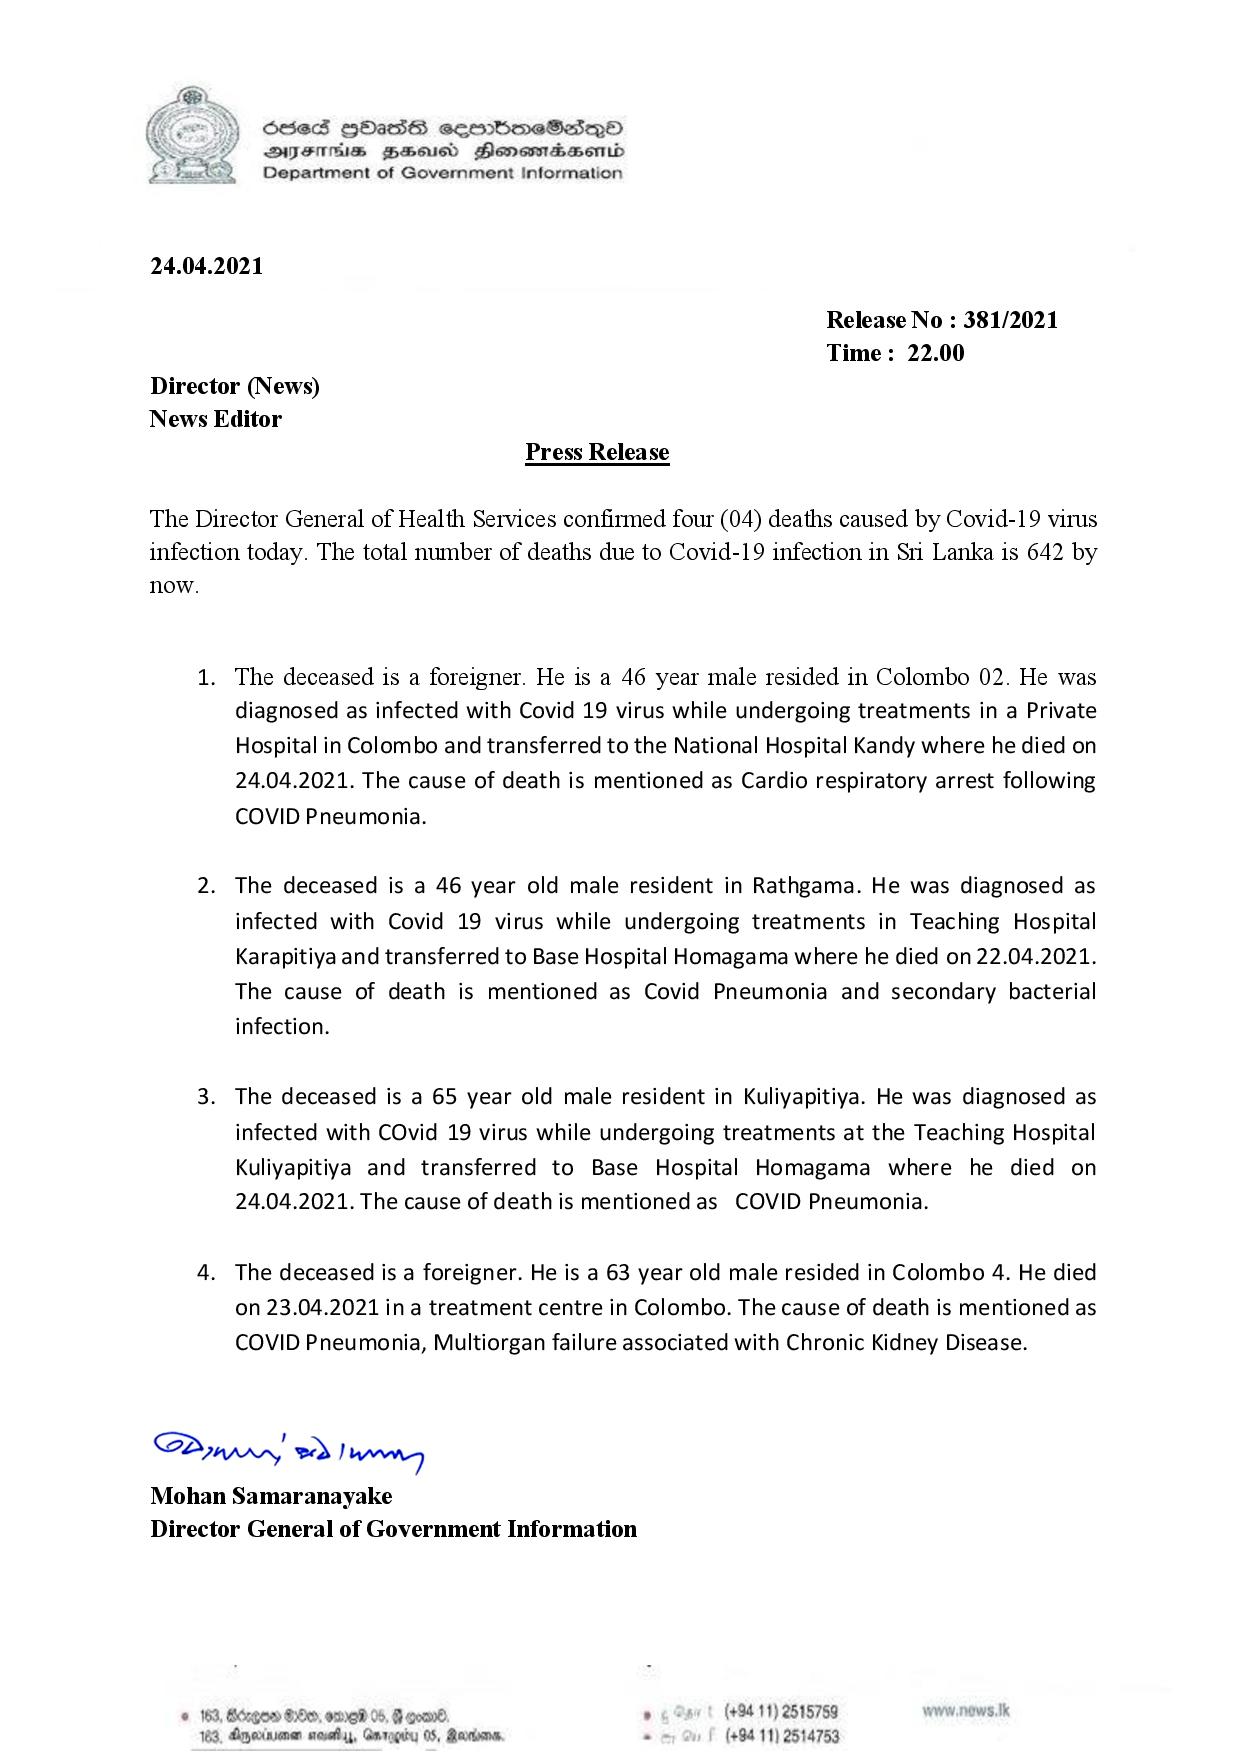 රජයේ ප්‍රවෘත්ති දෙපාර්තමේන්තුව
அரசாங்க தகவல் திணைக்களம்
Department of Government Information
24.04.2021
Release No : 381/2021
Time : 22.00
Director (News)
News Editor
Press Release
The Director General of Health Services confirmed four (04) deaths caused by Covid-19 virus
infection today. The total number of deaths due to Covid-19 infection in Sri Lanka is 642 by
now.
1. The deceased is a foreigner. He is a 46 year male resided in Colombo 02. He was
diagnosed as infected with Covid 19 virus while undergoing treatments in a Private
Hospital in Colombo and transferred to the National Hospital Kandy where he died on
24.04.2021. The cause of death is mentioned as Cardio respiratory arrest following
COVID Pneumonia.
2. The deceased is a 46 year old male resident in Rathgama. He was diagnosed as
infected with Covid 19 virus while undergoing treatments in Teaching Hospital
Karapitiya and transferred to Base Hospital Homagama where he died on 22.04.2021.
The cause of death is mentioned as Covid Pneumonia and secondary bacterial
infection.
3. The deceased is a 65 year old male resident in Kuliyapitiya. He was diagnosed as
infected with COvid 19 virus while undergoing treatments at the Teaching Hospital
Kuliyapitiya and transferred to Base Hospital Homagama where he died on
24.04.2021. The cause of death is mentioned as COVID Pneumonia.
4. The deceased is a foreigner. He is a 63 year old male resided in Colombo 4. He died
on 23.04.2021 in a treatment centre in Colombo. The cause of death is mentioned as
COVID Pneumonia, Multiorgan failure associated with Chronic Kidney Disease.
Mohan Samaranayake
Director General of Government Information
163, කිරුළපන මාවත, කොළඹ 05, ශ්‍රී ලංකාව.
163, கிருலப்பனை எவனியூ, கொழும்பு 05, இலங்கை.
(+94 11) 2515759
(+94 11) 2514753
www.news.lk